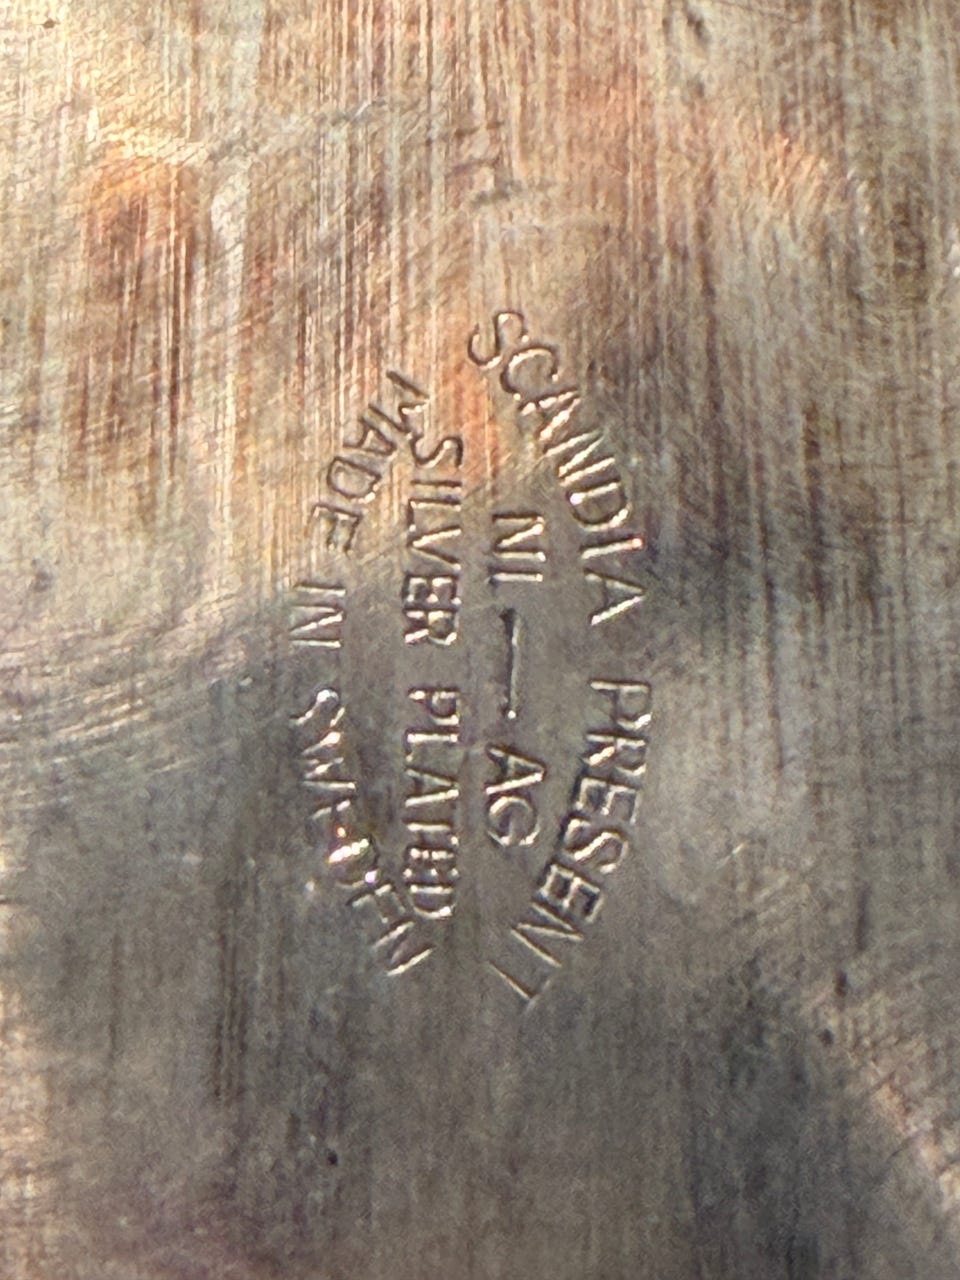 SCANDIA PRESENT
NI — AG
SILVER PLATED
MADE IN SWEDEN